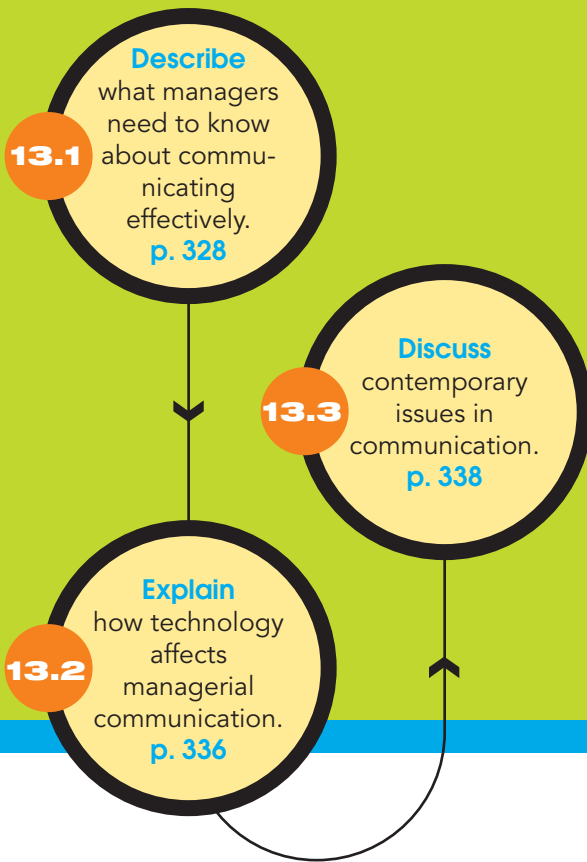 13.1
Describe
what managers
need to know
about commu-
nicating
effectively.
p. 328
13.2
Explain
how technology
affects
managerial
communication.
p. 336
13.3
Discuss
contemporary
issues in
communication.
p. 338